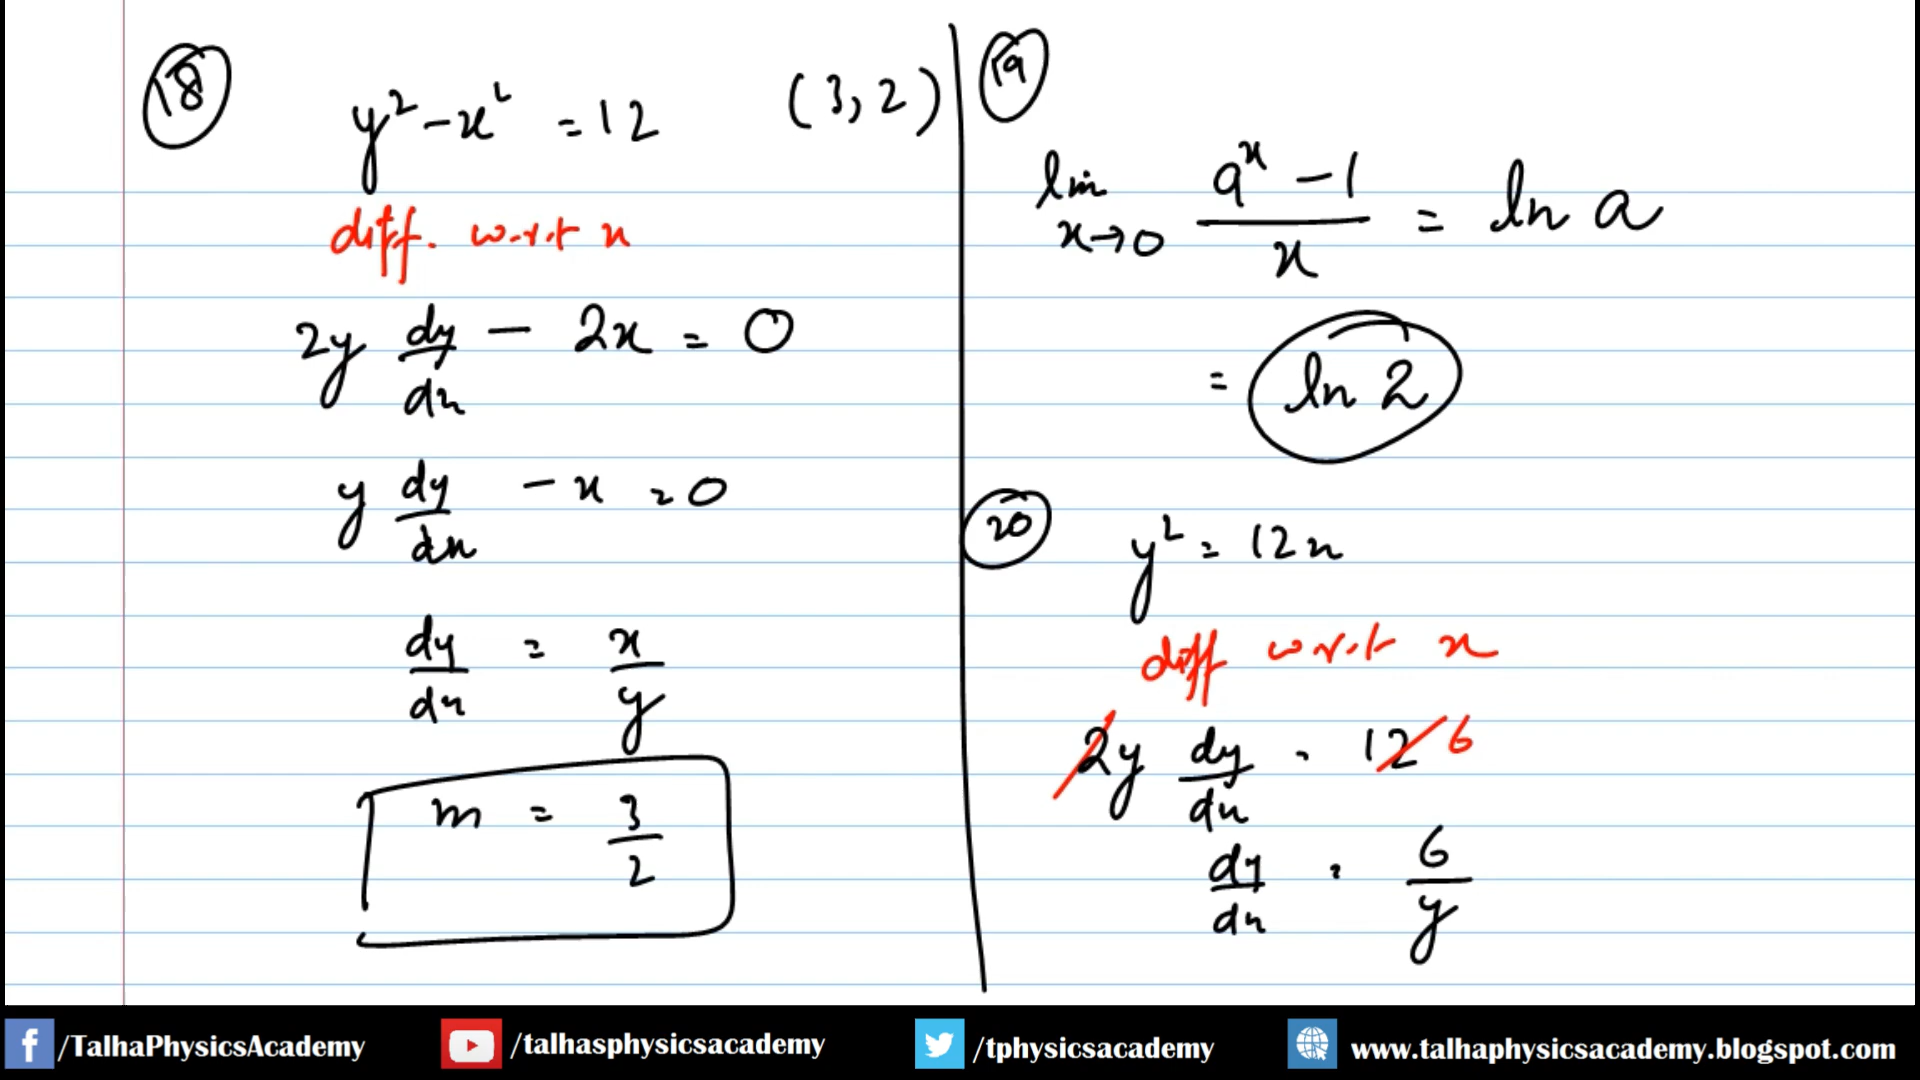 18
y² - x² = 12 (3, 2)
diff. w.r.t x
2y dy/dx - 2x = 0
y dy/dx - x = 0
dy/dx = x/y
m = 3/2
19
lim x→0 (a^x - 1)/x = ln a
= ln 2
20
y² = 12x
diff w.r.t x
2y dy/dx = 12 6
dy/dx = 6/y
/TalhaPhysicsAcademy /talhasphysicsacademy /tphysicsacademy www.talhaphysicsacademy.blogspot.com